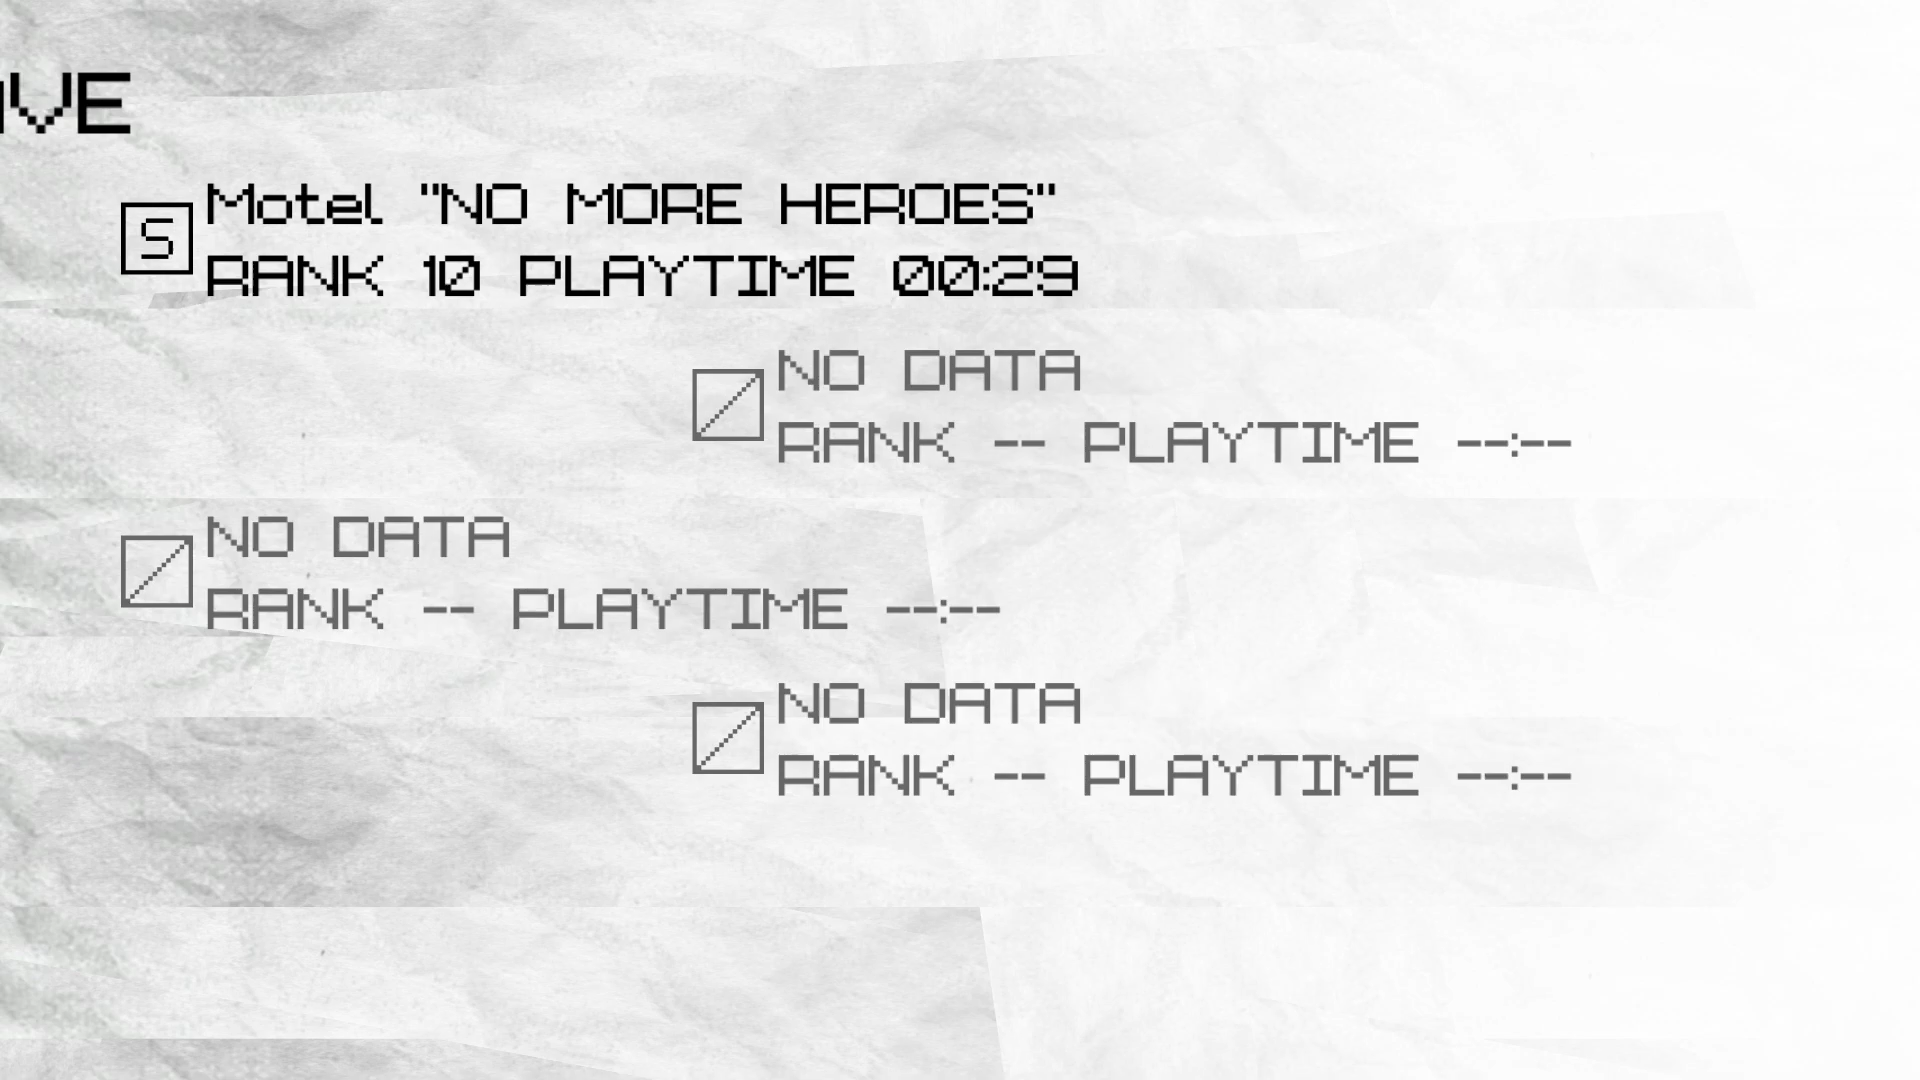 AVE
S
Motel "NO MORE HEROES"
RANK 10 PLAYTIME 00:29
NO DATA
RANK -- PLAYTIME --:--
NO DATA
RANK -- PLAYTIME --:--
NO DATA
RANK -- PLAYTIME --:--